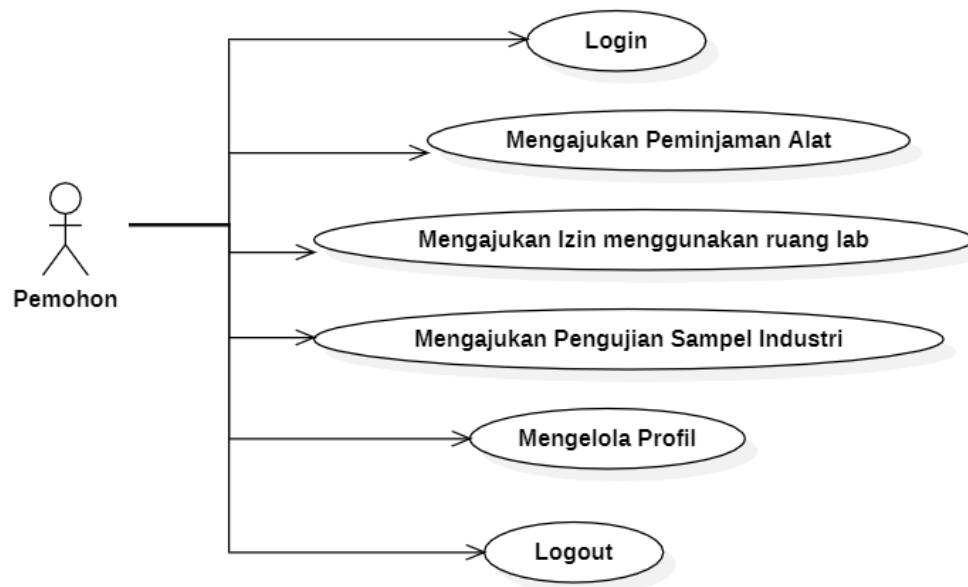 Login
Mengajukan Peminjaman Alat
Mengajukan Izin menggunakan ruang lab
Pemohon
Mengajukan Pengujian Sampel Industri
Mengelola Profil
Logout